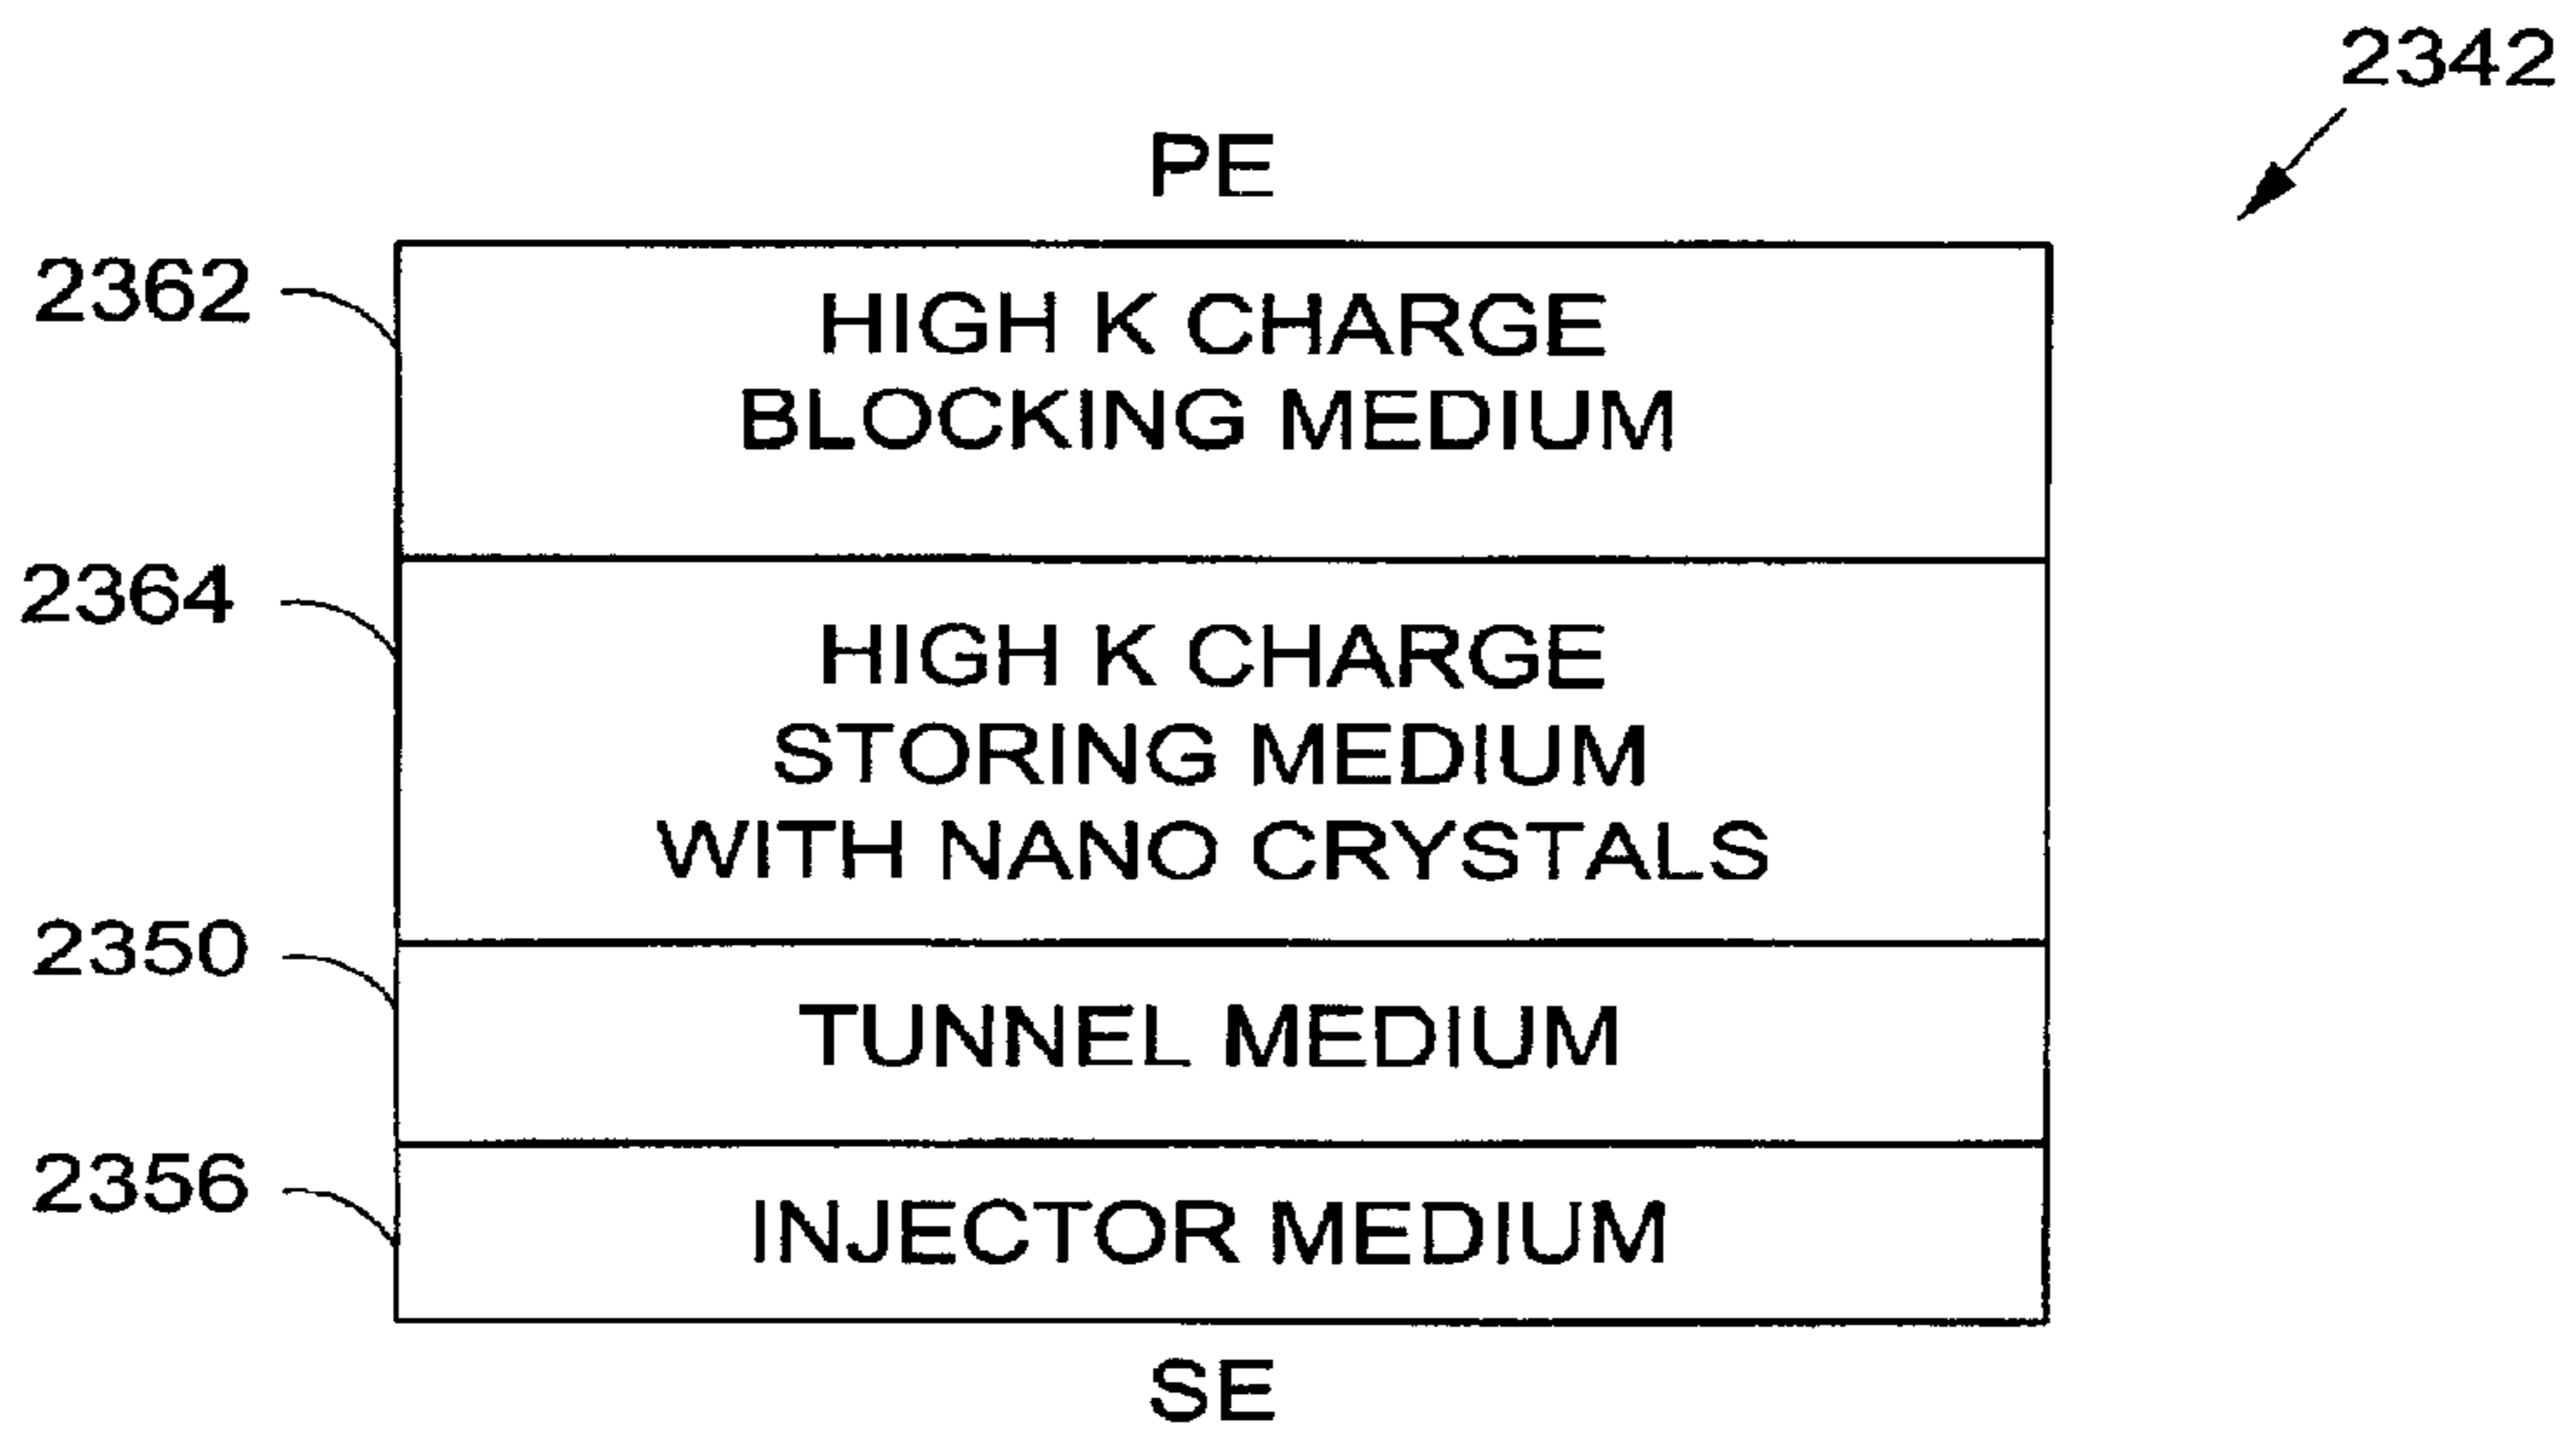 2342
PE
2362
HIGH K CHARGE
BLOCKING MEDIUM
2364
HIGH K CHARGE
STORING MEDIUM
WITH NANO CRYSTALS
2350
TUNNEL MEDIUM
2356
INJECTOR MEDIUM
SE